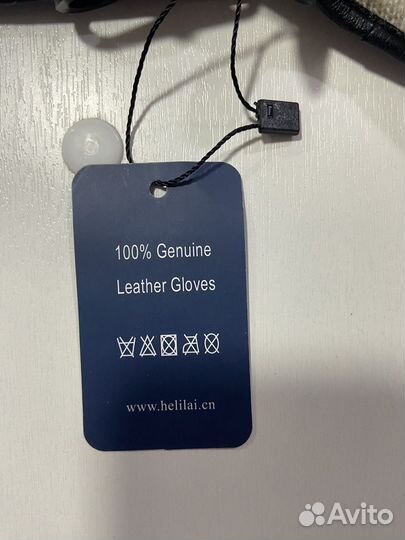 100% Genuine
Leather Gloves
www.helilai.cn
Avito